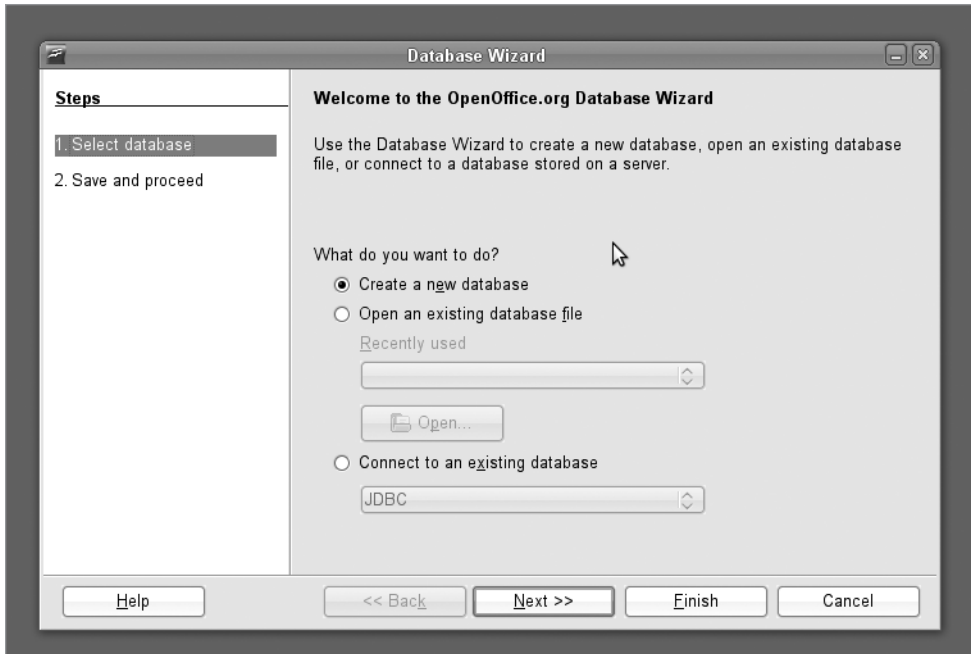 Database Wizard
Steps
1. Select database
2. Save and proceed
Welcome to the OpenOffice.org Database Wizard
Use the Database Wizard to create a new database, open an existing database
file, or connect to a database stored on a server.
What do you want to do?
Create a new database
Open an existing database file
Recently used
Open...
Connect to an existing database
JDBC
Help
<< Back
Next >>
Finish
Cancel